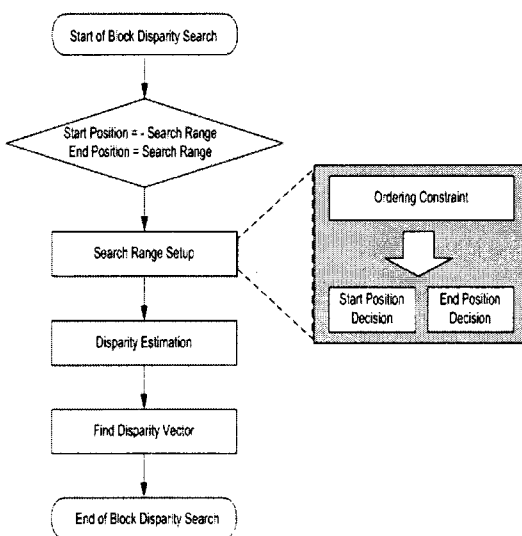 Start of Block Disparity Search
Start Position = - Search Range
End Position = Search Range
Search Range Setup
Ordering Constraint
Start Position
Decision
End Position
Decision
Disparity Estimation
Find Disparity Vector
End of Block Disparity Search